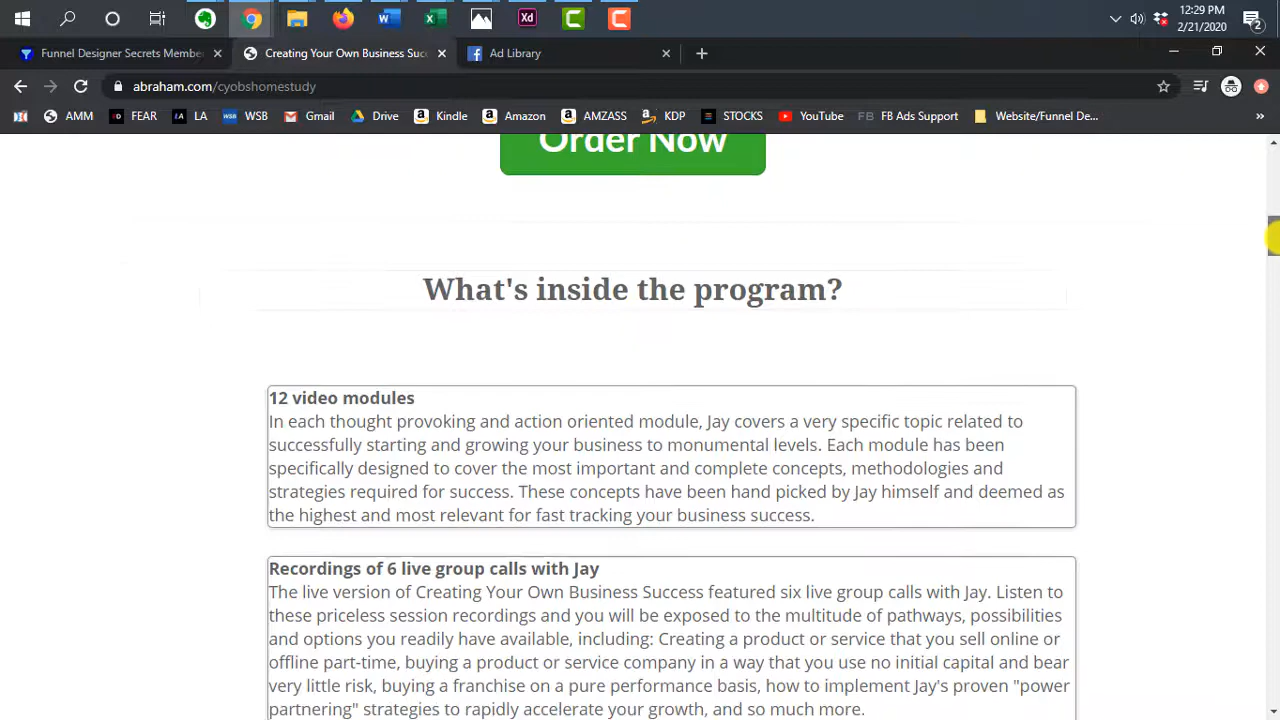 12:29 PM
2/21/2020
2
Funnel Designer Secrets Membe
Creating Your Own Business Suc
Ad Library
abraham.com/cyobshomestudy
AMM FEAR LA WSB Gmail Drive Kindle Amazon AMZASS KDP STOCKS YouTube FB Ads Support Website/Funnel De...
Order Now
What's inside the program?
12 video modules
In each thought provoking and action oriented module, Jay covers a very specific topic related to
successfully starting and growing your business to monumental levels. Each module has been
specifically designed to cover the most important and complete concepts, methodologies and
strategies required for success. These concepts have been hand picked by Jay himself and deemed as
the highest and most relevant for fast tracking your business success.
Recordings of 6 live group calls with Jay
The live version of Creating Your Own Business Success featured six live group calls with Jay. Listen to
these priceless session recordings and you will be exposed to the multitude of pathways, possibilities
and options you readily have available, including: Creating a product or service that you sell online or
offline part-time, buying a product or service company in a way that you use no initial capital and bear
very little risk, buying a franchise on a pure performance basis, how to implement Jay's proven "power
partnering" strategies to rapidly accelerate your growth, and so much more.